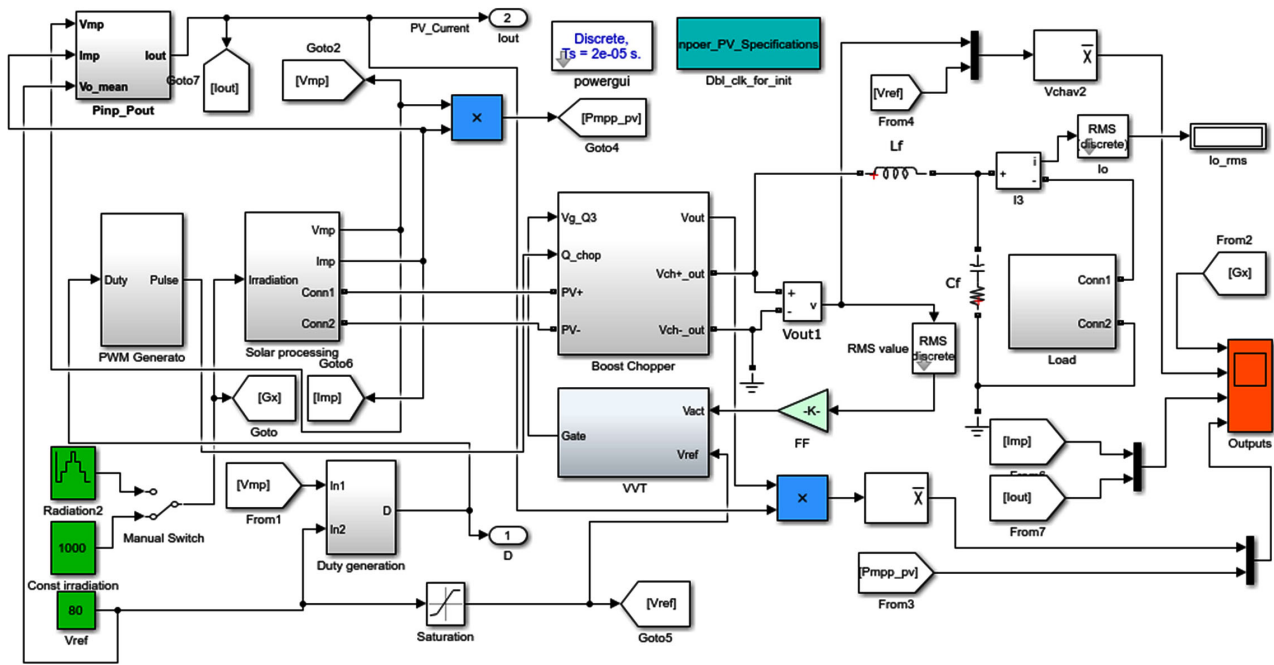 Vmp
Imp
Vo_mean
Iout
Pinp_Pout
Goto7
[Iout]
Goto2
[Vmp]
PV_Current
2
Iout
Discrete,
Ts = 2e-05 s.
powergui
npoer_PV_Specifications
Dbl_clk_for_init
×
[Pmpp_pv]
Goto4
[Vref]
From4
x
Vchav2
Lf
RMS
(discrete)
Io
Io_rms
+
i
-
I3
Duty
Pulse
PWM Generato
Irradiation
Vmp
Imp
Conn1
Conn2
Solar processing
Vg_Q3
Q_chop
PV+
PV-
Vout
Vch+_out
Vch-_out
Boost Chopper
+
-
v
Vout1
Cf
Conn1
Conn2
Load
From2
[Gx]
RMS value
RMS
discrete
[Gx]
Goto
Goto6
[Imp]
Gate
Vact
Vref
VVT
-K-
FF
Outputs
Radiation2
1000
Const irradiation
Manual Switch
[Vmp]
From1
In1
In2
D
Duty generation
1
D
×
x
[Imp]
[Iout]
From7
[Pmpp_pv]
From3
80
Vref
Saturation
[Vref]
Goto5